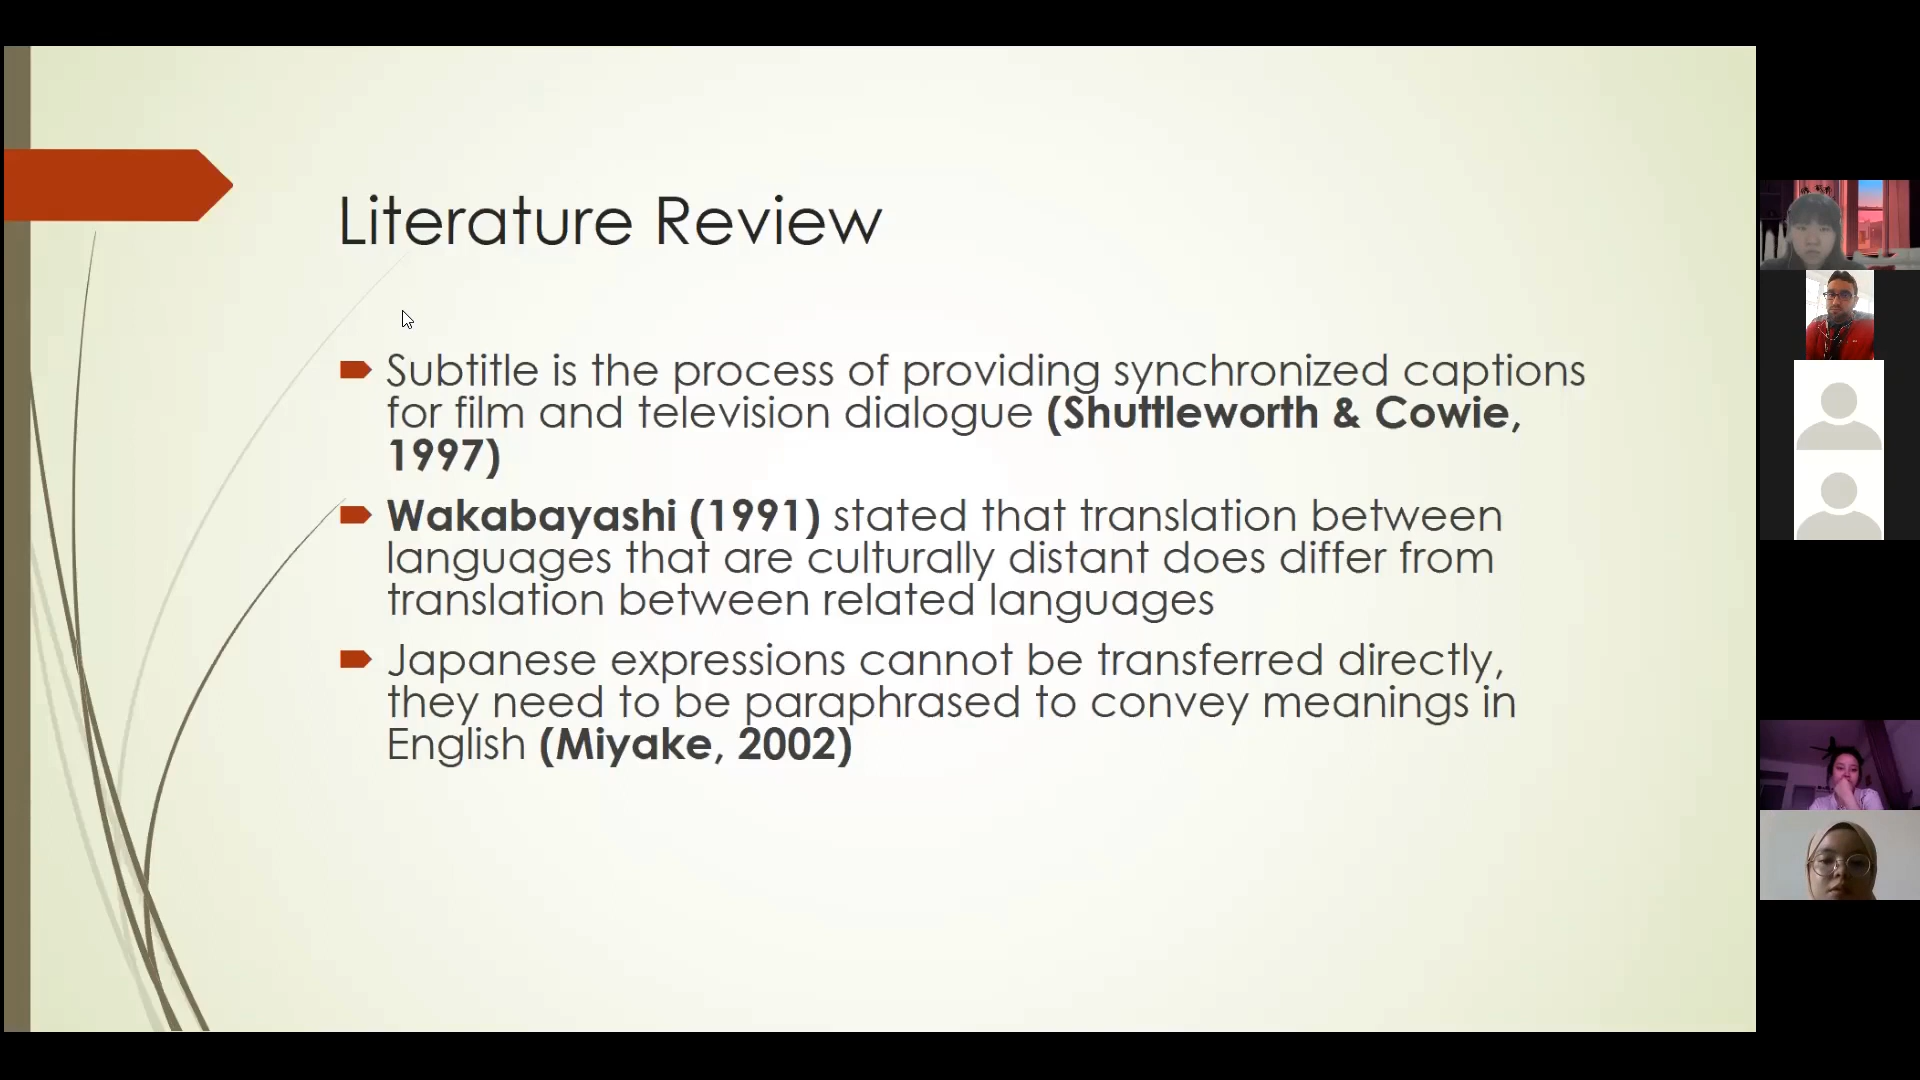 Literature Review
Subtitle is the process of providing synchronized captions
for film and television dialogue (Shuttleworth & Cowie,
1997)
Wakabayashi (1991) stated that translation between
languages that are culturally distant does differ from
translation between related languages
Japanese expressions cannot be transferred directly,
they need to be paraphrased to convey meanings in
English (Miyake, 2002)